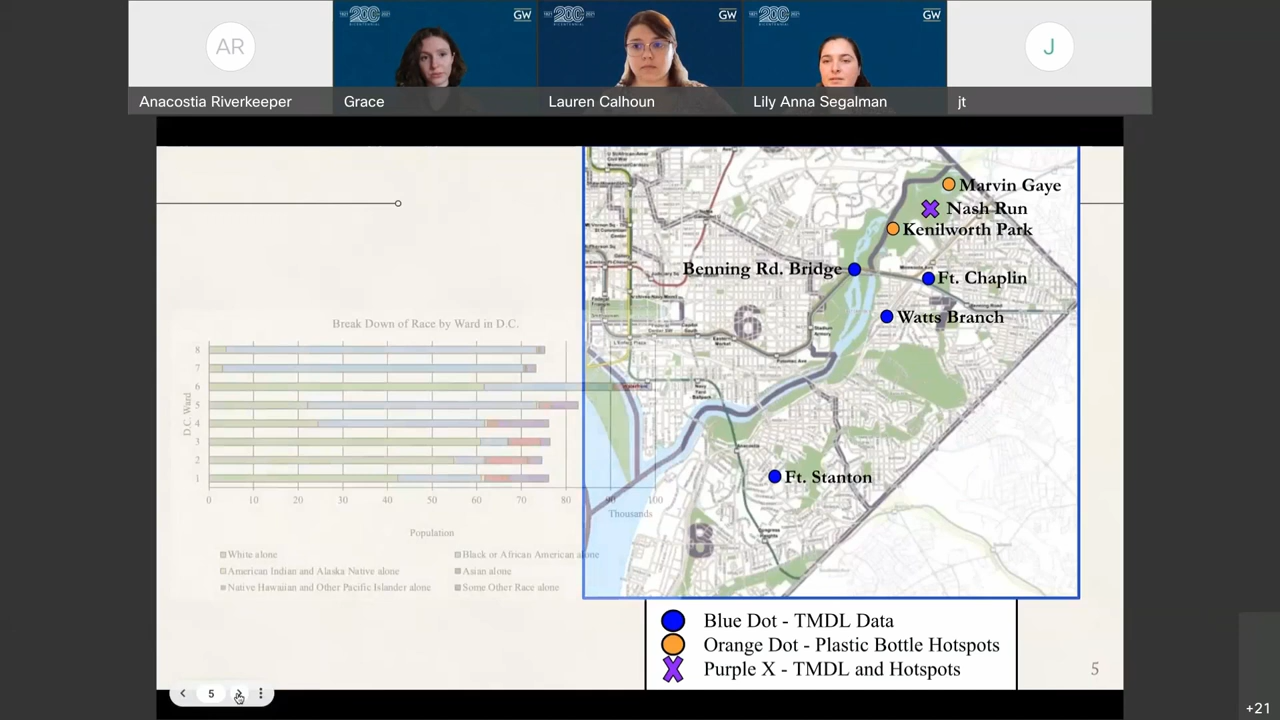 AR
Anacostia Riverkeeper
GW
Grace
GW
Lauren Calhoun
GW
Lily Anna Segalman
J
jt
Marvin Gaye
Nash Run
Kenilworth Park
Benning Rd. Bridge
Ft. Chaplin
Watts Branch
6
Ft. Stanton
8
Break Down of Race by Ward in D.C.
D.C. Ward
8
7
6
5
4
3
2
1
0 10 20 30 40 50 60 70 80 90 100
Thousands
Population
White alone
Black or African American alone
American Indian and Alaska Native alone
Asian alone
Native Hawaiian and Other Pacific Islander alone
Some Other Race alone
Blue Dot - TMDL Data
Orange Dot - Plastic Bottle Hotspots
Purple X - TMDL and Hotspots
5
5
+21